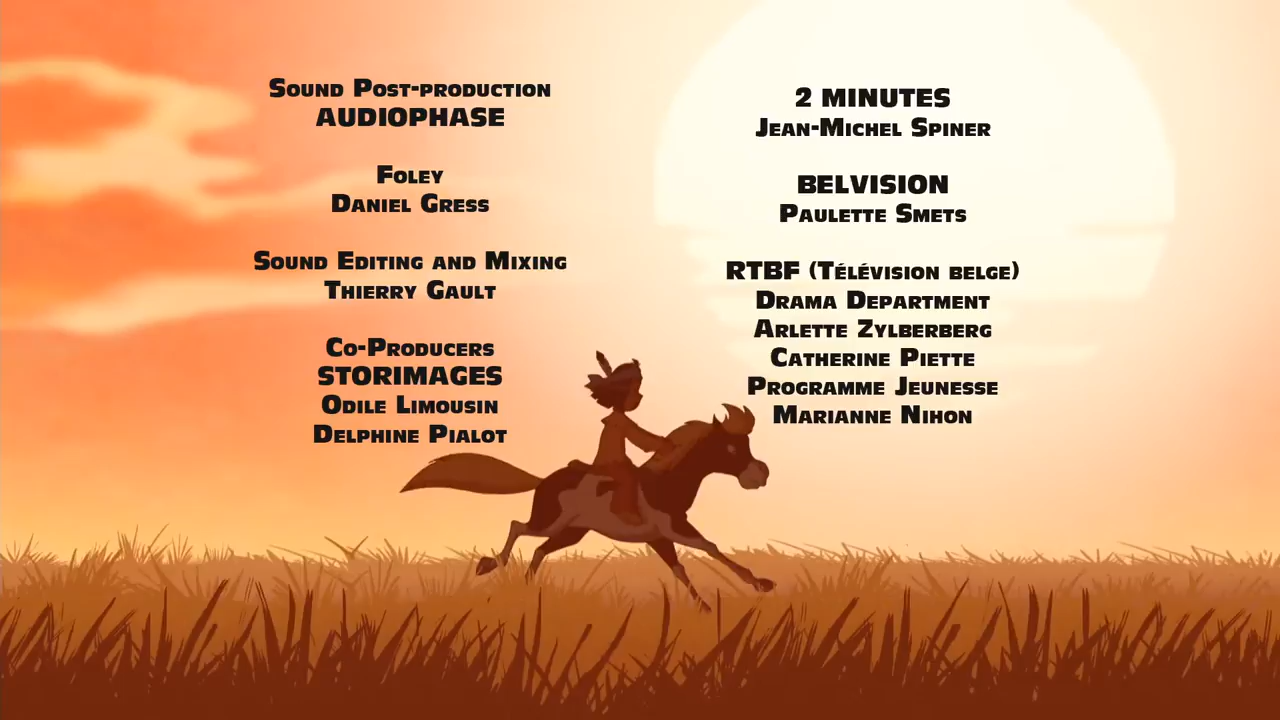 Sound Post-production
AUDIOPHASE
Foley
Daniel Gress
Sound Editing and Mixing
Thierry Gault
Co-Producers
STORIMAGES
Odile Limousin
Delphine Pialot
2 MINUTES
Jean-Michel Spiner
BELVISION
Paulette Smets
RTBF (Télévision belge)
Drama Department
Arlette Zylberberg
Catherine Piette
Programme Jeunesse
Marianne Nihon